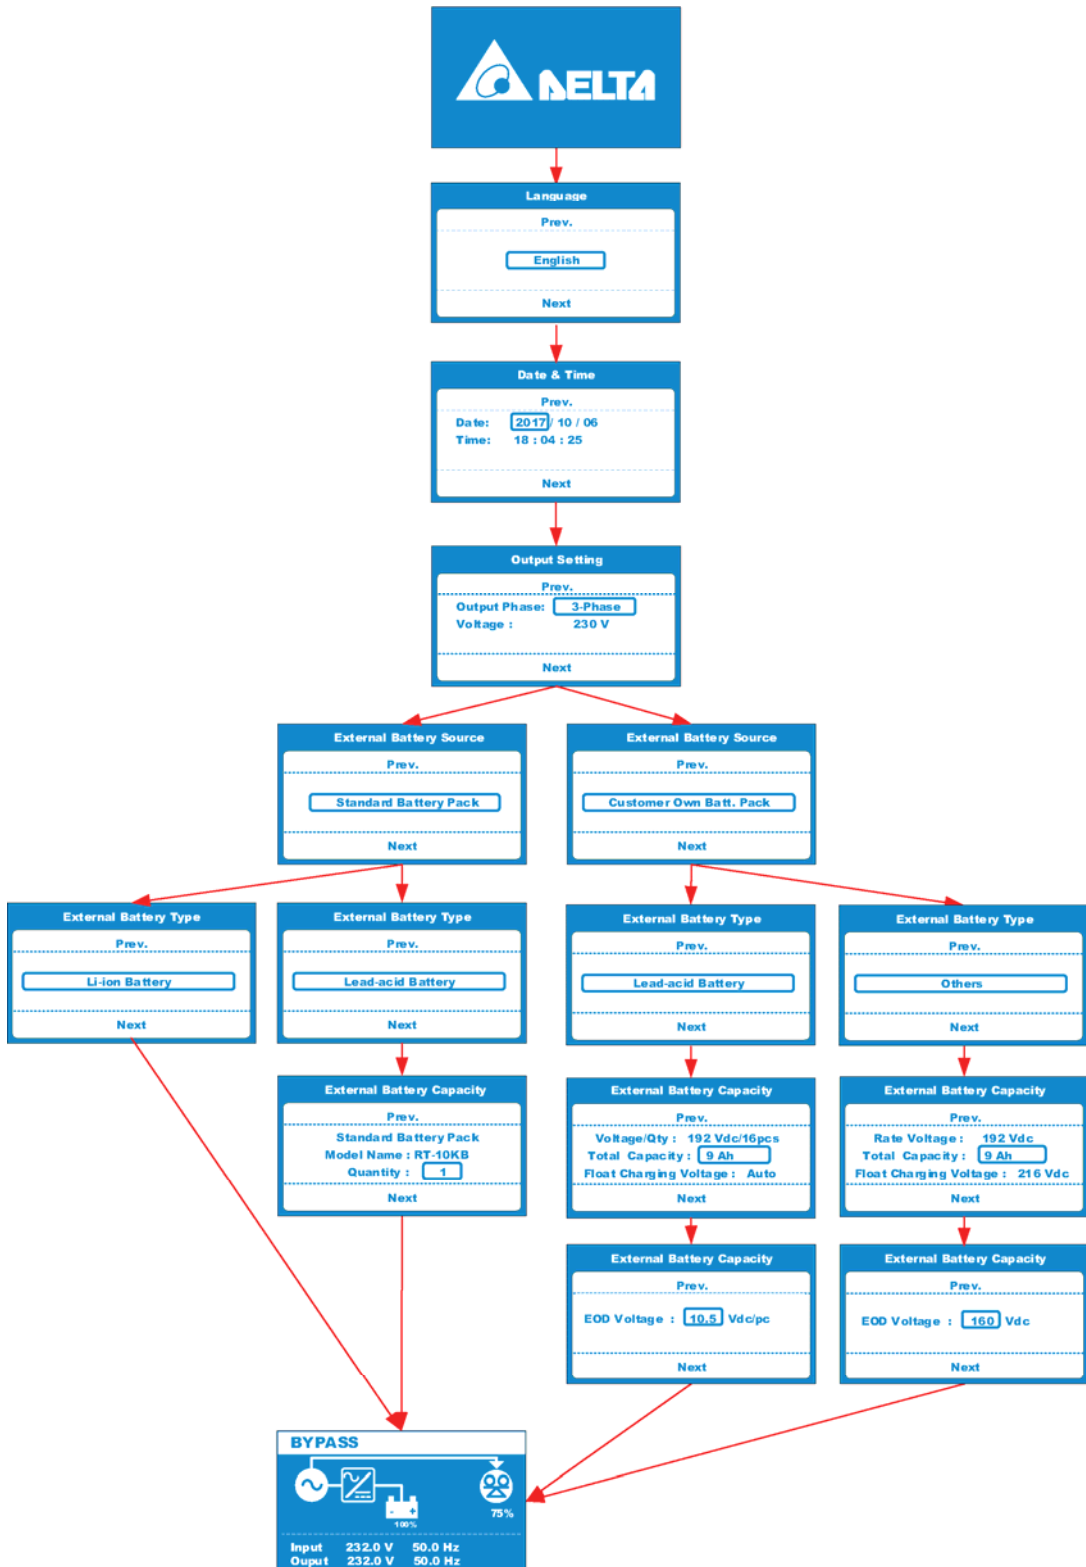 DELTA
Language
Prev.
English
Next
Date & Time
Prev.
Date: 2017 / 10 / 06
Time: 18 : 04 : 25
Next
Output Setting
Prev.
Output Phase: 3-Phase
Voltage : 230 V
Next
External Battery Source
Prev.
Standard Battery Pack
Next
External Battery Source
Prev.
Customer Own Batt. Pack
Next
External Battery Type
Prev.
Li-ion Battery
Next
External Battery Type
Prev.
Lead-acid Battery
Next
External Battery Type
Prev.
Lead-acid Battery
Next
External Battery Type
Prev.
Others
Next
External Battery Capacity
Prev.
Standard Battery Pack
Model Name : RT-10KB
Quantity : 1
Next
External Battery Capacity
Prev.
Voltage/Qty : 192 Vdc/16pcs
Total Capacity : 9 Ah
Float Charging Voltage : Auto
Next
External Battery Capacity
Prev.
Rate Voltage : 192 Vdc
Total Capacity : 9 Ah
Float Charging Voltage : 216 Vdc
Next
External Battery Capacity
Prev.
EOD Voltage : 10.5 Vdc/pc
Next
External Battery Capacity
Prev.
EOD Voltage : 160 Vdc
Next
BYPASS
75%
100%
Input 232.0 V 50.0 Hz
Ouput 232.0 V 50.0 Hz